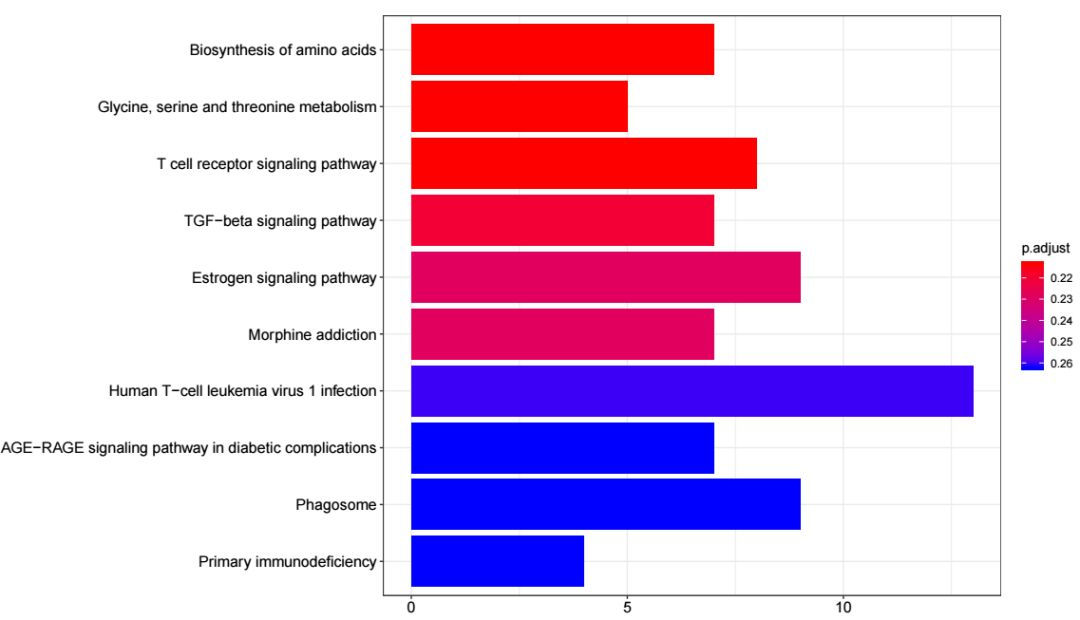 Biosynthesis of amino acids
Glycine, serine and threonine metabolism
T cell receptor signaling pathway
TGF−beta signaling pathway
Estrogen signaling pathway
Morphine addiction
Human T−cell leukemia virus 1 infection
AGE−RAGE signaling pathway in diabetic complications
Phagosome
Primary immunodeficiency
0 5 10
p.adjust
0.22
0.23
0.24
0.25
0.26